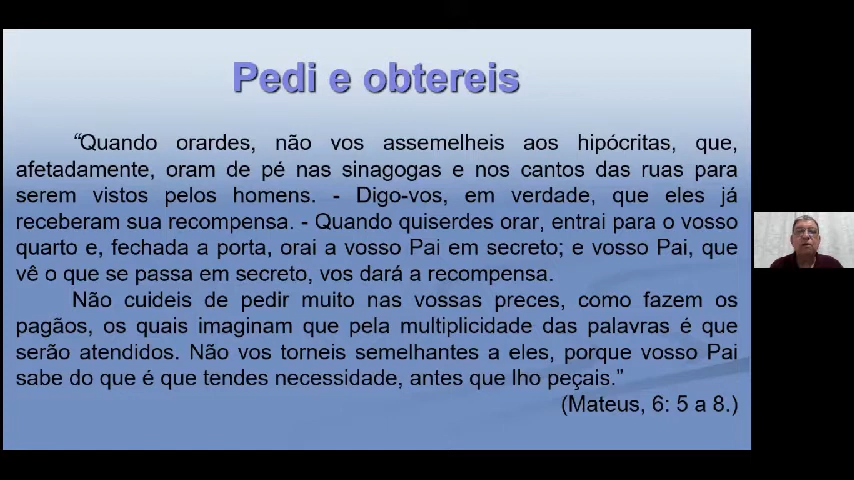 Pedi e obtereis
“Quando orardes, não vos assemelheis aos hipócritas, que,
afetadamente, oram de pé nas sinagogas e nos cantos das ruas para
serem vistos pelos homens. - Digo-vos, em verdade, que eles já
receberam sua recompensa. - Quando quiserdes orar, entrai para o vosso
quarto e, fechada a porta, orai a vosso Pai em secreto; e vosso Pai, que
vê o que se passa em secreto, vos dará a recompensa.
Não cuideis de pedir muito nas vossas preces, como fazem os
pagãos, os quais imaginam que pela multiplicidade das palavras é que
serão atendidos. Não vos torneis semelhantes a eles, porque vosso Pai
sabe do que é que tendes necessidade, antes que lho peçais."
(Mateus, 6: 5 a 8.)